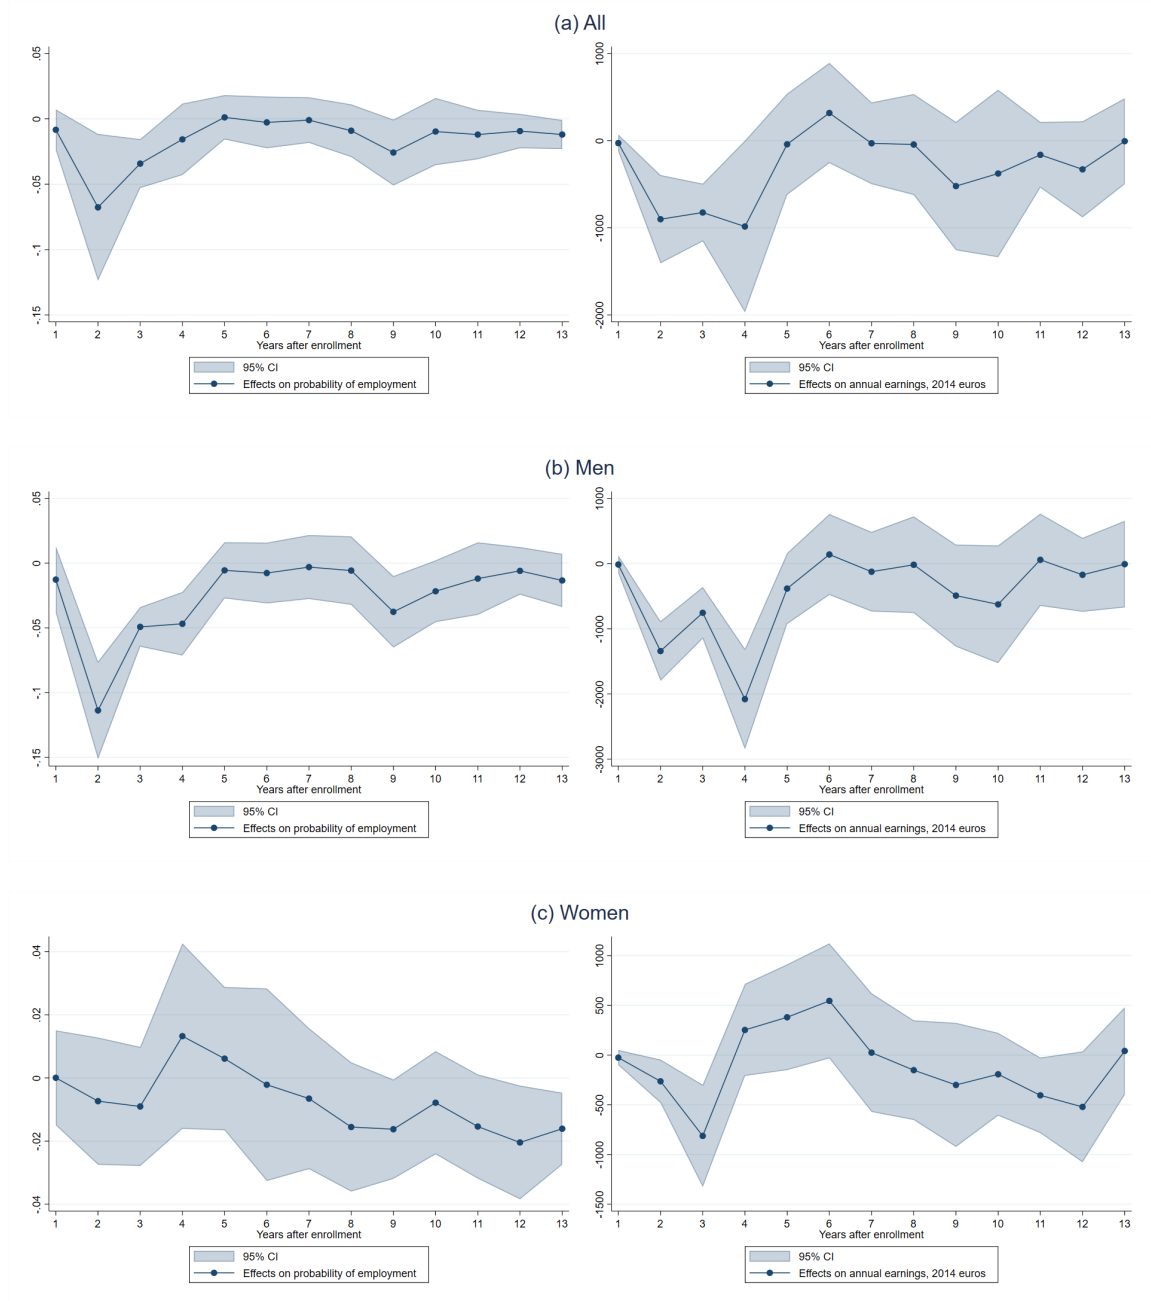 (a) All
.05
0
-.05
-.1
-.15
1 2 3 4 5 6 7 8 9 10 11 12 13
Years after enrollment
95% CI
Effects on probability of employment
1000
0
-1000
-2000
1 2 3 4 5 6 7 8 9 10 11 12 13
Years after enrollment
95% CI
Effects on annual earnings, 2014 euros
(b) Men
.05
0
-.05
-.1
-.15
1 2 3 4 5 6 7 8 9 10 11 12 13
Years after enrollment
95% CI
Effects on probability of employment
1000
0
-1000
-2000
-3000
1 2 3 4 5 6 7 8 9 10 11 12 13
Years after enrollment
95% CI
Effects on annual earnings, 2014 euros
(c) Women
.04
.02
0
-.02
-.04
1 2 3 4 5 6 7 8 9 10 11 12 13
Years after enrollment
95% CI
Effects on probability of employment
1000
500
0
-500
-1000
-1500
1 2 3 4 5 6 7 8 9 10 11 12 13
Years after enrollment
95% CI
Effects on annual earnings, 2014 euros